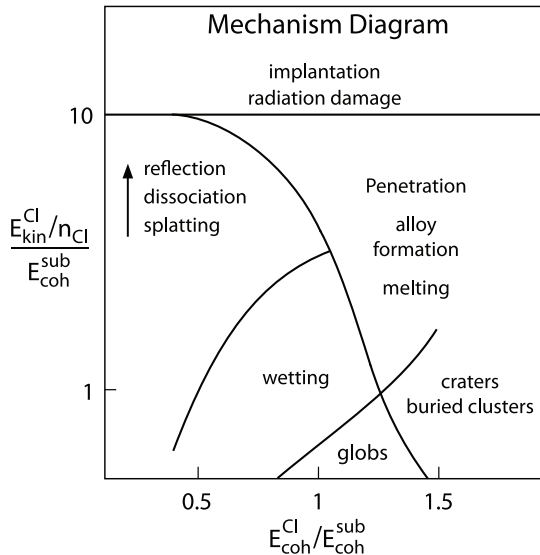 Mechanism Diagram
implantation
radiation damage
10
reflection
dissociation
splatting
Penetration
alloy
formation
melting
E_kin^Cl/n_Cl
E_coh^sub
1
wetting
craters
buried clusters
globs
0.5
1
1.5
E_coh^Cl/E_coh^sub